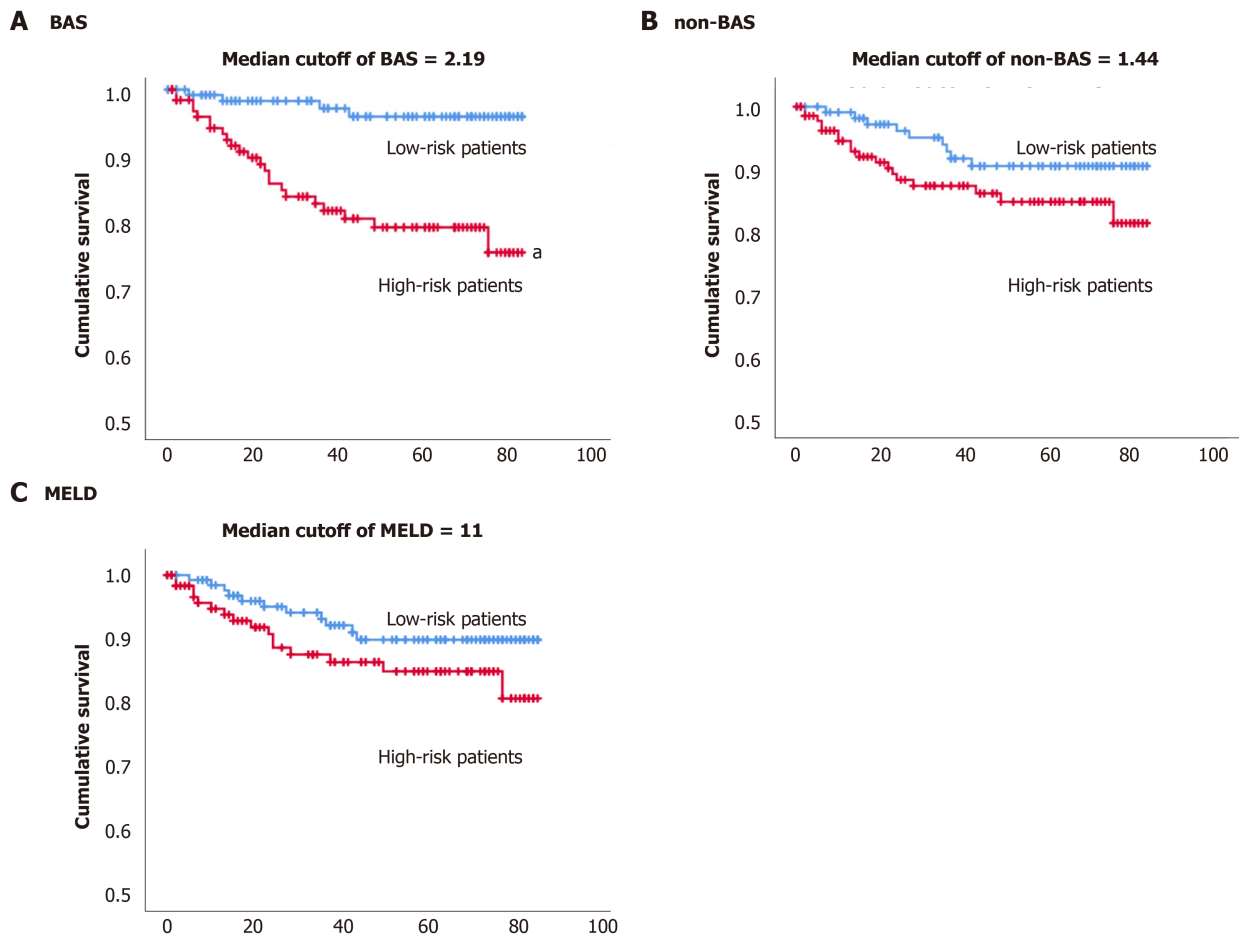 A BAS
Median cutoff of BAS = 2.19
Cumulative survival
1.0
0.9
0.8
0.7
0.6
0.5
Low-risk patients
a
High-risk patients
0 20 40 60 80 100
B non-BAS
Median cutoff of non-BAS = 1.44
Cumulative survival
1.0
0.9
0.8
0.7
0.6
0.5
Low-risk patients
High-risk patients
0 20 40 60 80 100
C MELD
Median cutoff of MELD = 11
Cumulative survival
1.0
0.9
0.8
0.7
0.6
0.5
Low-risk patients
High-risk patients
0 20 40 60 80 100